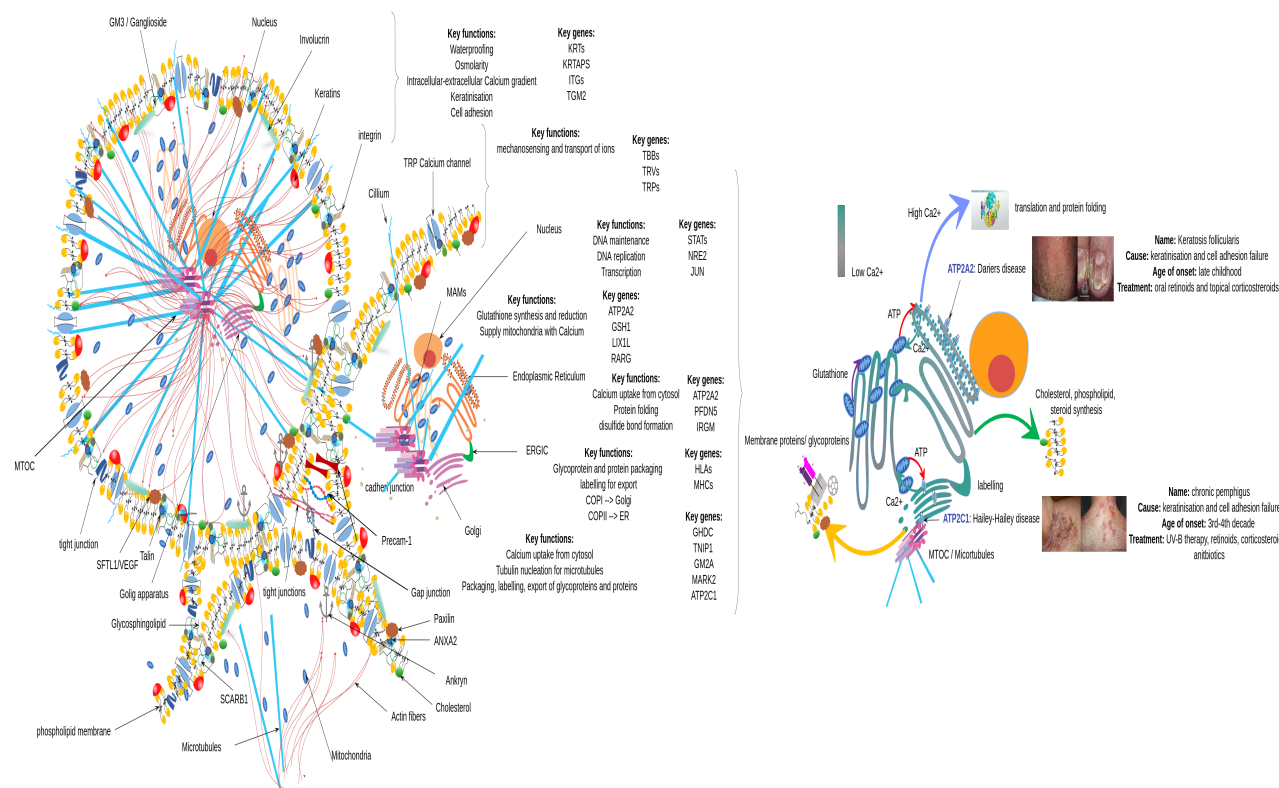 GM3 / Ganglioside
Nucleus
Involucrin
Keratins
integrin
TRP Calcium channel
Cillium
Nucleus
MAMs
Endoplasmic Reticulum
ERGIC
Golgi
cadherin junction
Precam-1
Gap junction
Paxilin
ANXA2
Ankryn
Cholesterol
Actin fibers
Mitochondria
Microtubules
phospholipid membrane
SCARB1
Glycosphingolipid
Golig apparatus
SFTL1/VEGF
Talin
tight junction
tight junctions
MTOC
Key functions:
Waterproofing
Osmolarity
Intracellular-extracellular Calcium gradient
Keratinisation
Cell adhesion
Key genes:
KRTs
KRTAPS
ITGs
TGM2
Key functions:
mechanosensing and transport of ions
Key genes:
TBBs
TRVs
TRPs
Key functions:
DNA maintenance
DNA replication
Transcription
Key genes:
STATs
NRE2
JUN
Key functions:
Glutathione synthesis and reduction
Supply mitochondria with Calcium
Key genes:
ATP2A2
GSH1
LIX1L
RARG
Key functions:
Calcium uptake from cytosol
Protein folding
disulfide bond formation
Key genes:
ATP2A2
PFDN5
IRGM
Key functions:
Glycoprotein and protein packaging
labelling for export
COPI --> Golgi
COPII --> ER
Key genes:
HLAs
MHCs
Key functions:
Calcium uptake from cytosol
Tubulin nucleation for microtubules
Packaging, labelling, export of glycoproteins and proteins
Key genes:
GHDC
TNIP1
GM2A
MARK2
ATP2C1
High Ca2+
Low Ca2+
translation and protein folding
ATP2A2: Dariers disease
Name: Keratosis follicularis
Cause: keratinisation and cell adhesion failure
Age of onset: late childhood
Treatment: oral retinoids and topical corticosteroids
ATP
Ca2+
Glutathione
Cholesterol, phospholipid,
steroid synthesis
Membrane proteins/ glycoproteins
ATP
Ca2+
labelling
ATP2C1: Hailey-Hailey disease
MTOC / Micortubules
Name: chronic pemphigus
Cause: keratinisation and cell adhesion failure
Age of onset: 3rd-4th decade
Treatment: UV-B therapy, retinoids, corticosteroi
anitbiotics